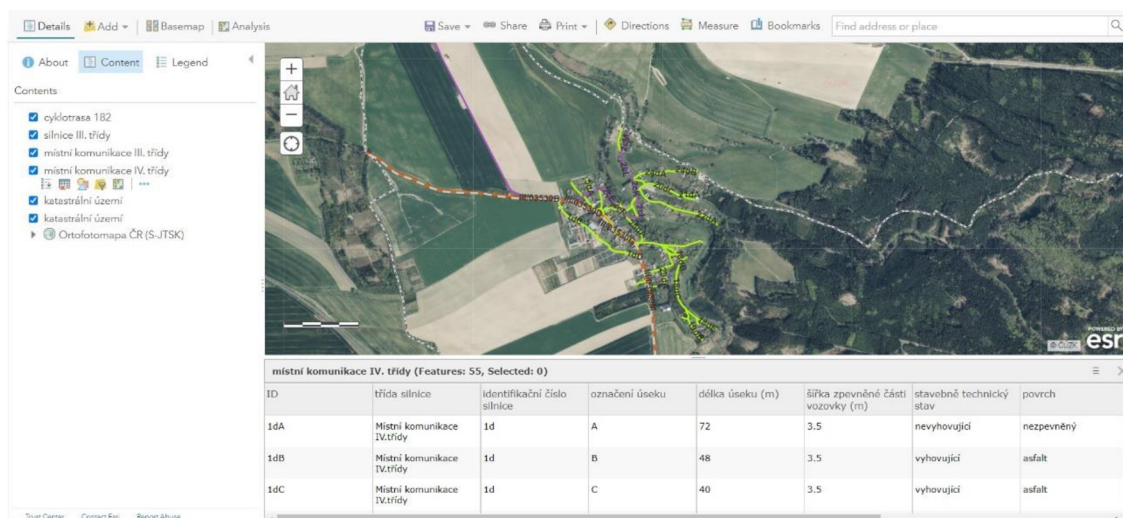 Details Add Basemap Analysis Save Share Print Directions Measure Bookmarks Find address or place
About Content Legend
Contents
cyklotrasa 182
silnice III. třídy
místní komunikace III. třídy
místní komunikace IV. třídy
katastrální území
katastrální území
Ortofotomapa ČR (S-JTSK)
POWERED BY
esri
© ČÚZK
místní komunikace IV. třídy (Features: 55, Selected: 0)
ID třída silnice identifikační číslo silnice označení úseku délka úseku (m) šířka zpevněné části vozovky (m) stavebně technický stav povrch
1dA Místní komunikace IV.třídy 1d A 72 3.5 nevyhovující nezpevněný
1dB Místní komunikace IV.třídy 1d B 48 3.5 vyhovující asfalt
1dC Místní komunikace IV.třídy 1d C 40 3.5 vyhovující asfalt
Trust Center Contact Esri Report Abuse